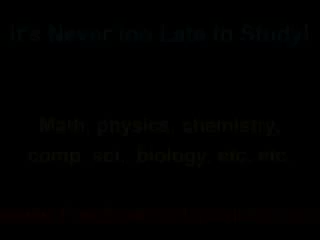 It's Never too Late to Study!
Math, physics, chemistry,
comp. sci., biology, etc. etc.